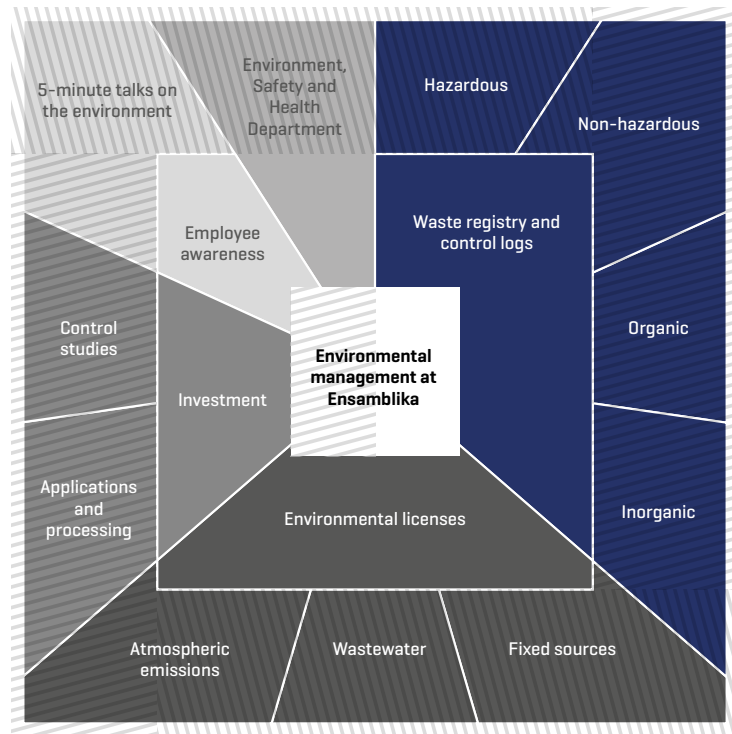 5-minute talks on
the environment
Environment,
Safety and
Health
Department
Hazardous
Non-hazardous
Employee
awareness
Waste registry and
control logs
Control
studies
Environmental
management at
Ensamblika
Organic
Investment
Applications
and
processing
Environmental licenses
Inorganic
Atmospheric
emissions
Wastewater
Fixed sources